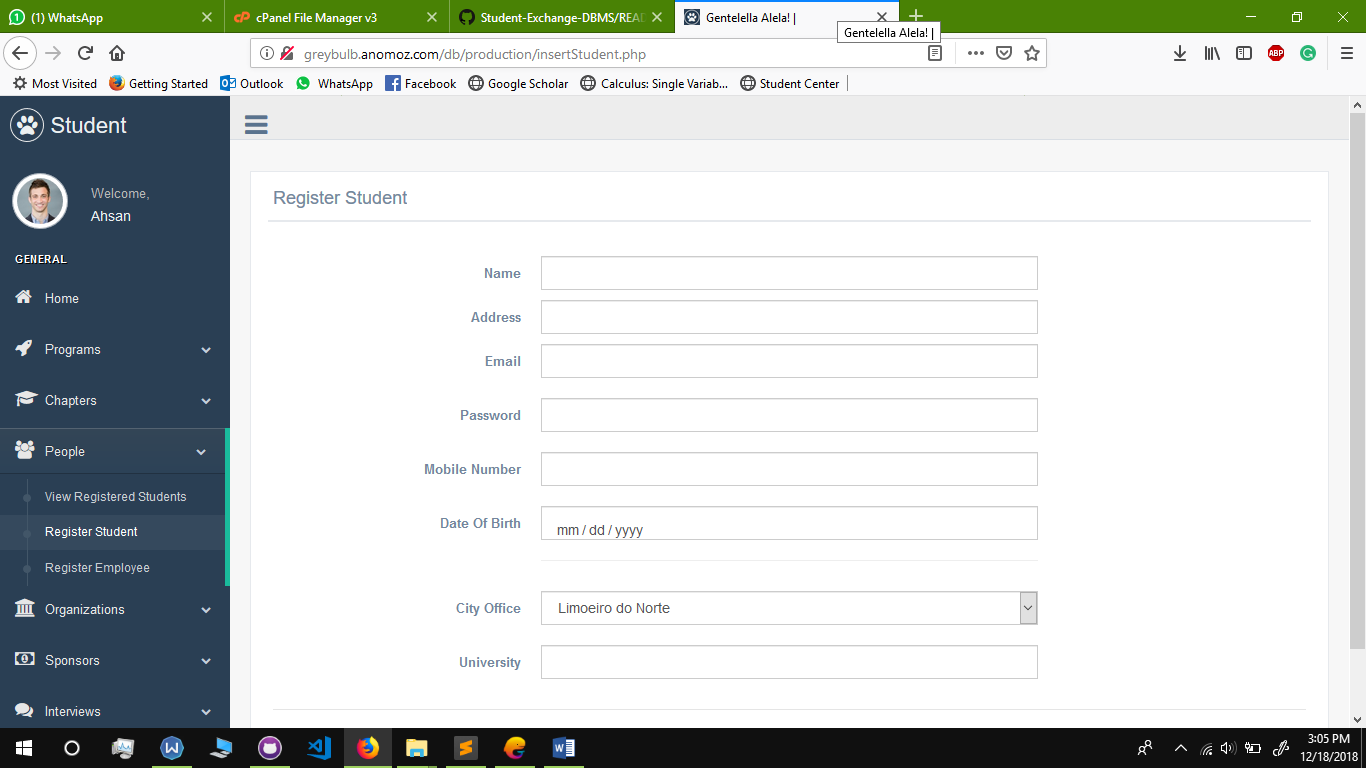 (1) WhatsApp
cPanel File Manager v3
Student-Exchange-DBMS/READ
Gentelella Alela! |
Gentelella Alela! |
greybulb.anomoz.com/db/production/insertStudent.php
Most Visited
Getting Started
Outlook
WhatsApp
Facebook
Google Scholar
Calculus: Single Variab...
Student Center
ABP
Student
Welcome,
Ahsan
GENERAL
Home
Programs
Chapters
People
View Registered Students
Register Student
Register Employee
Organizations
Sponsors
Interviews
Register Student
Name
Address
Email
Password
Mobile Number
Date Of Birth
mm / dd / yyyy
City Office
Limoeiro do Norte
University
3:05 PM
12/18/2018